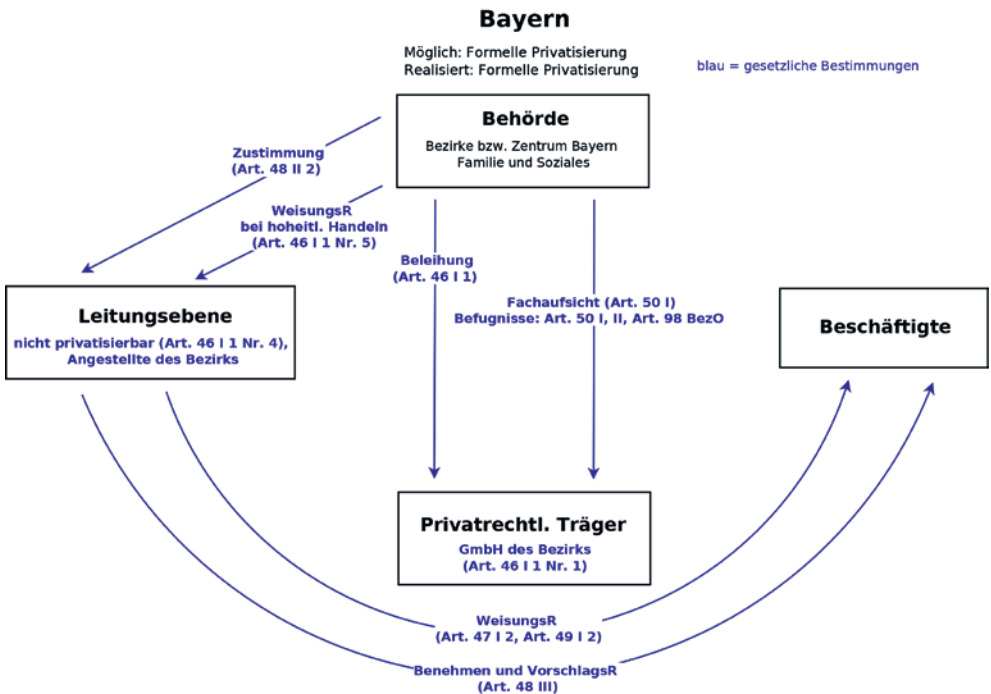 Bayern
Möglich: Formelle Privatisierung
Realisiert: Formelle Privatisierung
blau = gesetzliche Bestimmungen
Behörde
Bezirke bzw. Zentrum Bayern
Familie und Soziales
Zustimmung
(Art. 48 II 2)
WeisungsR
bei hoheitl. Handeln
(Art. 46 I 1 Nr. 5)
Beleihung
(Art. 46 I 1)
Fachaufsicht (Art. 50 I)
Befugnisse: Art. 50 I, II, Art. 98 BezO
Leitungsebene
nicht privatisierbar (Art. 46 I 1 Nr. 4),
Angestellte des Bezirks
Beschäftigte
Privatrechtl. Träger
GmbH des Bezirks
(Art. 46 I 1 Nr. 1)
WeisungsR
(Art. 47 I 2, Art. 49 I 2)
Benehmen und VorschlagsR
(Art. 48 III)